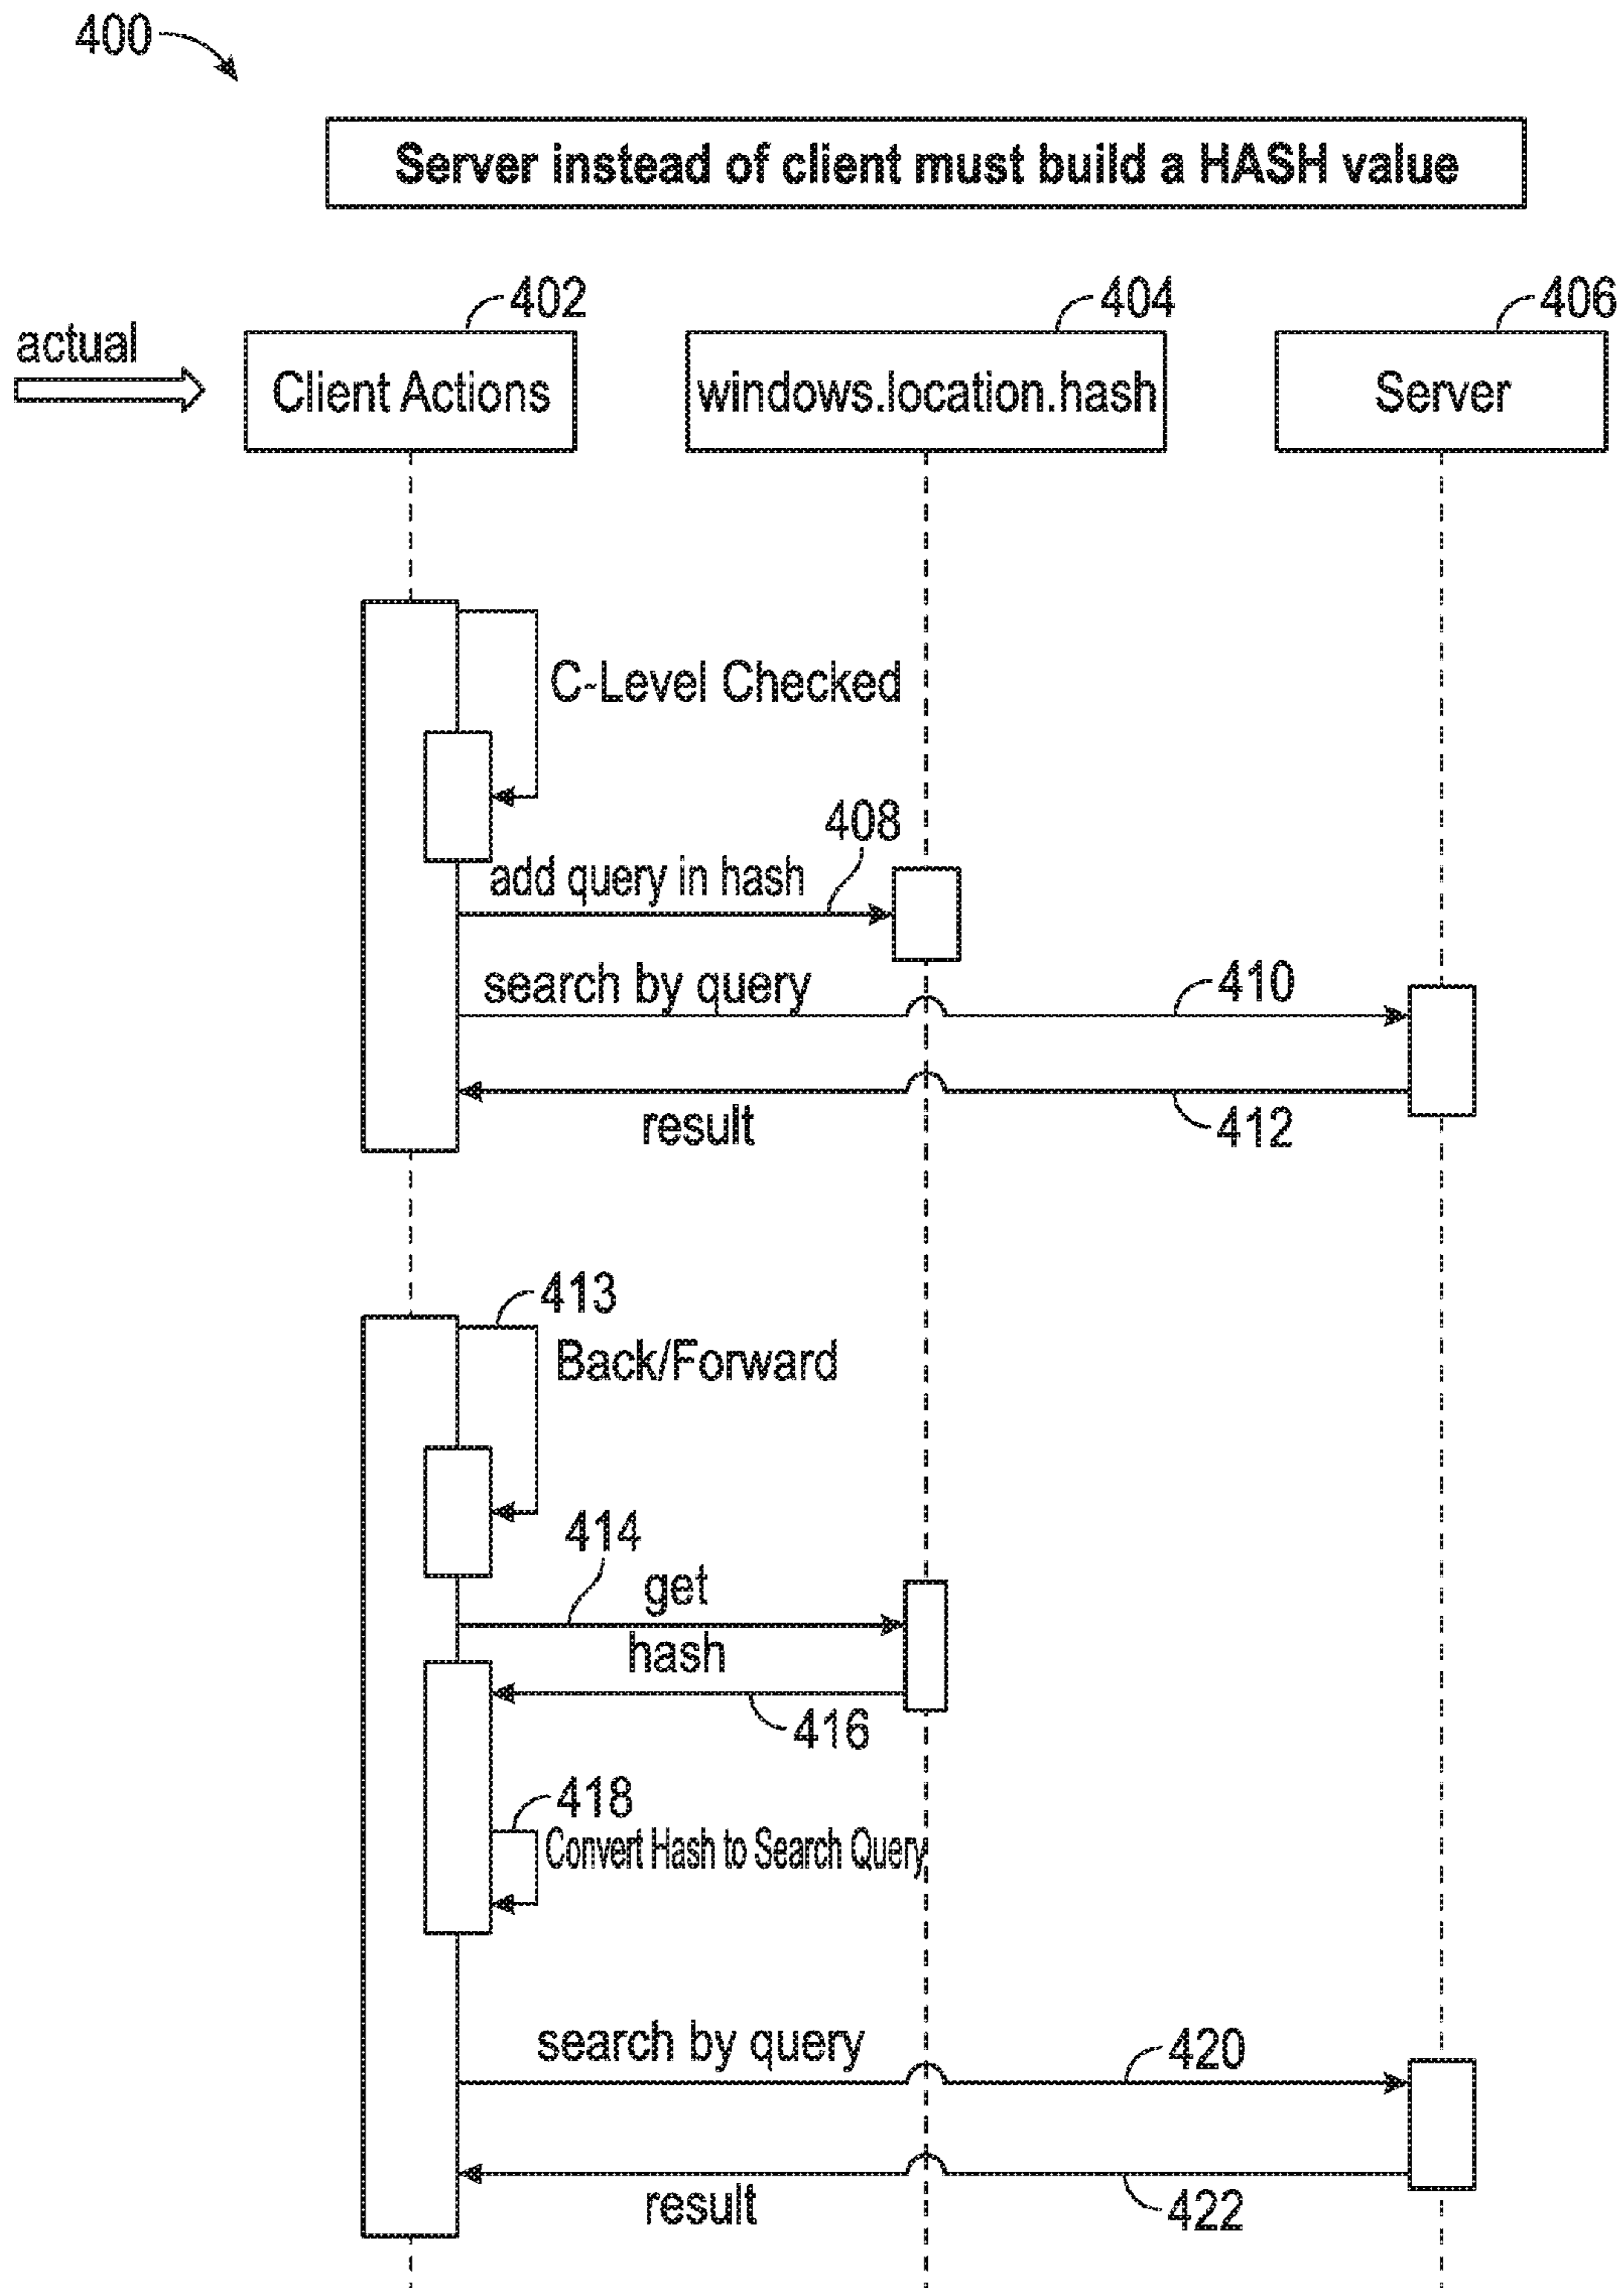 400
Server instead of client must build a HASH value
actual
402
404
406
Client Actions
windows.location.hash
Server
C-Level Checked
408
add query in hash
search by query
410
result
412
413
Back/Forward
414
get
hash
416
418
Convert Hash to Search Query
search by query
420
result
422